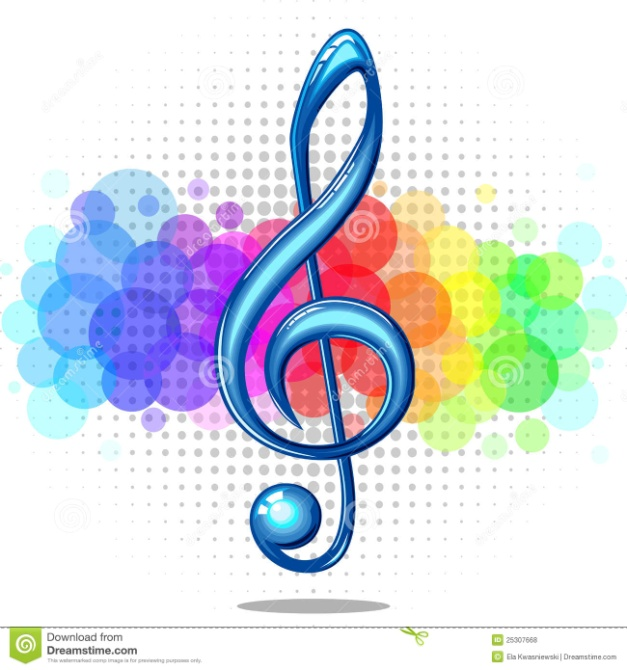 Download from
Dreamstime.com
This watermarked comp image is for previewing purposes only.
25307668
Ela Kwasniewski | Dreamstime.com